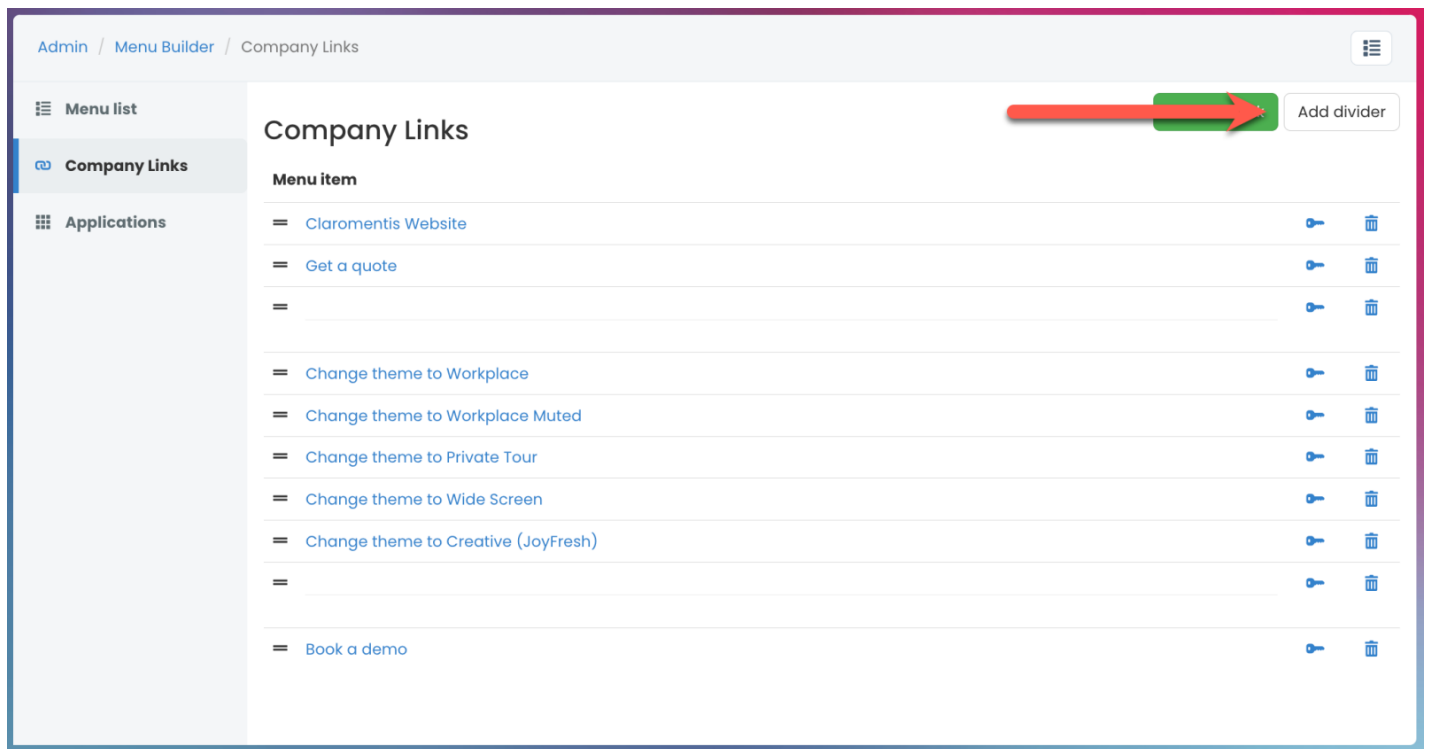 Admin / Menu Builder / Company Links
Menu list
Company Links
Applications
Add divider
Company Links
Menu item
Claromentis Website
Get a quote
Change theme to Workplace
Change theme to Workplace Muted
Change theme to Private Tour
Change theme to Wide Screen
Change theme to Creative (JoyFresh)
Book a demo